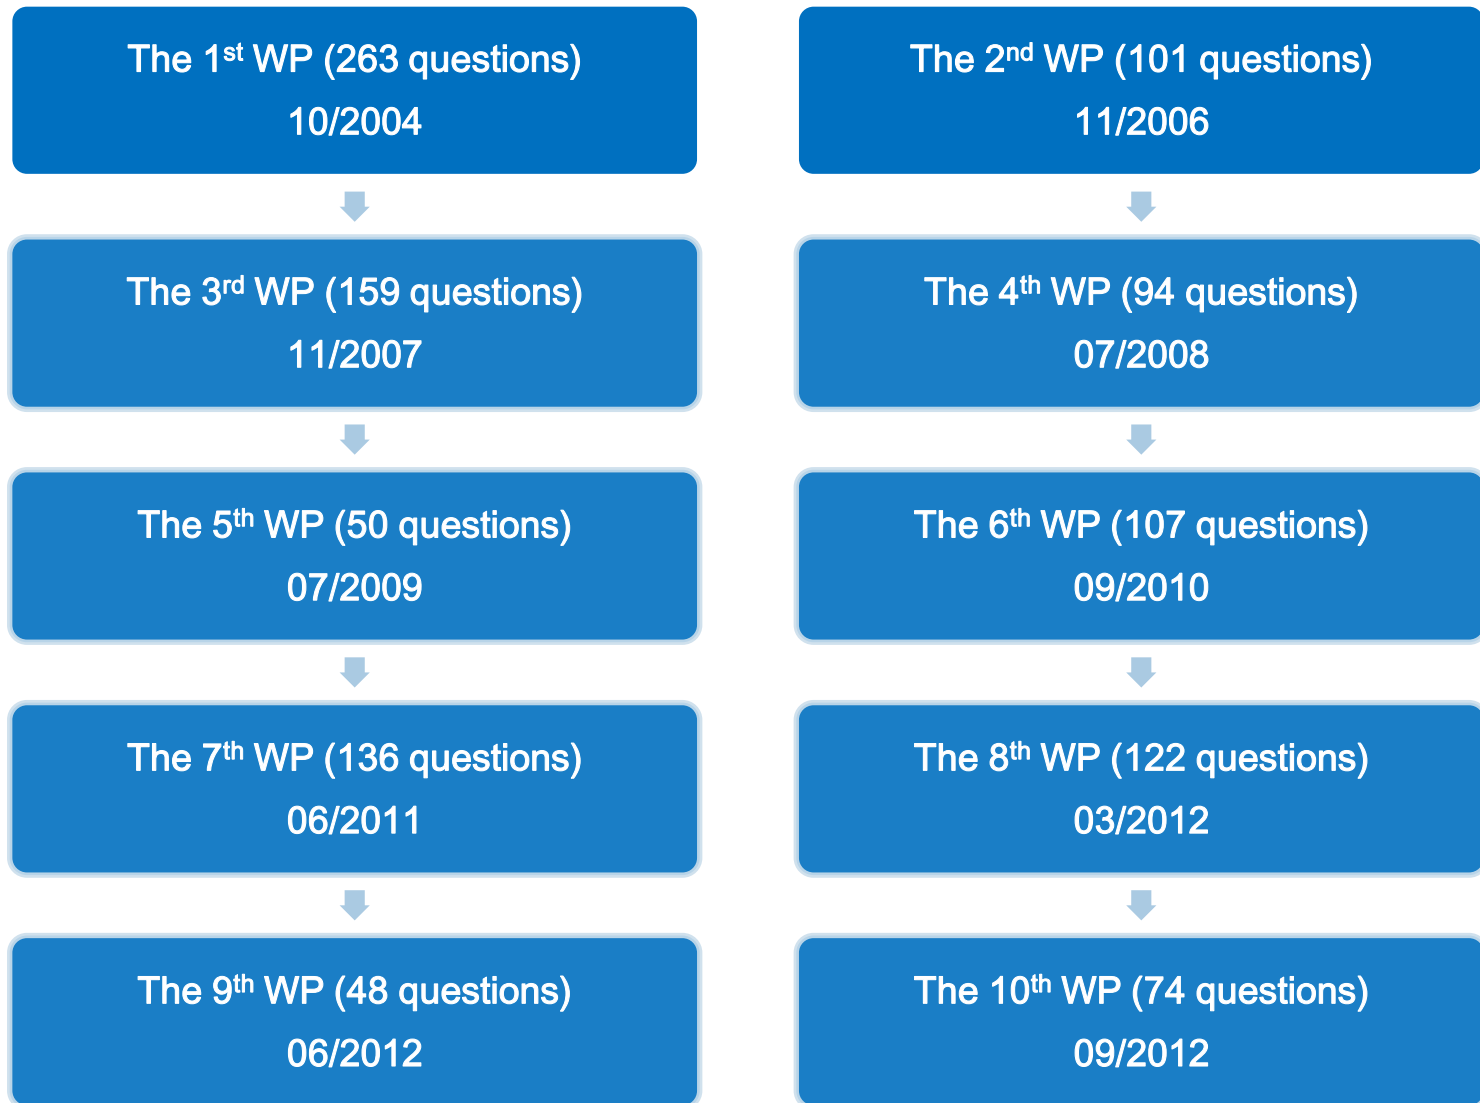 The 1st WP (263 questions)
10/2004
The 2nd WP (101 questions)
11/2006
The 3rd WP (159 questions)
11/2007
The 4th WP (94 questions)
07/2008
The 5th WP (50 questions)
07/2009
The 6th WP (107 questions)
09/2010
The 7th WP (136 questions)
06/2011
The 8th WP (122 questions)
03/2012
The 9th WP (48 questions)
06/2012
The 10th WP (74 questions)
09/2012